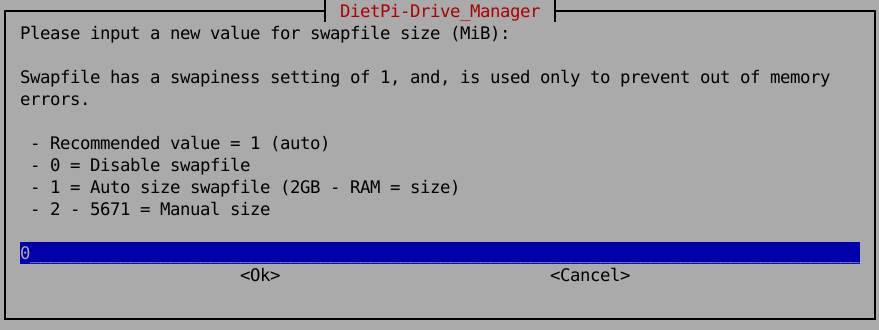 DietPi-Drive_Manager
Please input a new value for swapfile size (MiB):
Swapfile has a swapiness setting of 1, and, is used only to prevent out of memory
errors.
- Recommended value = 1 (auto)
- 0 = Disable swapfile
- 1 = Auto size swapfile (2GB - RAM = size)
- 2 - 5671 = Manual size
0
<Ok> <Cancel>